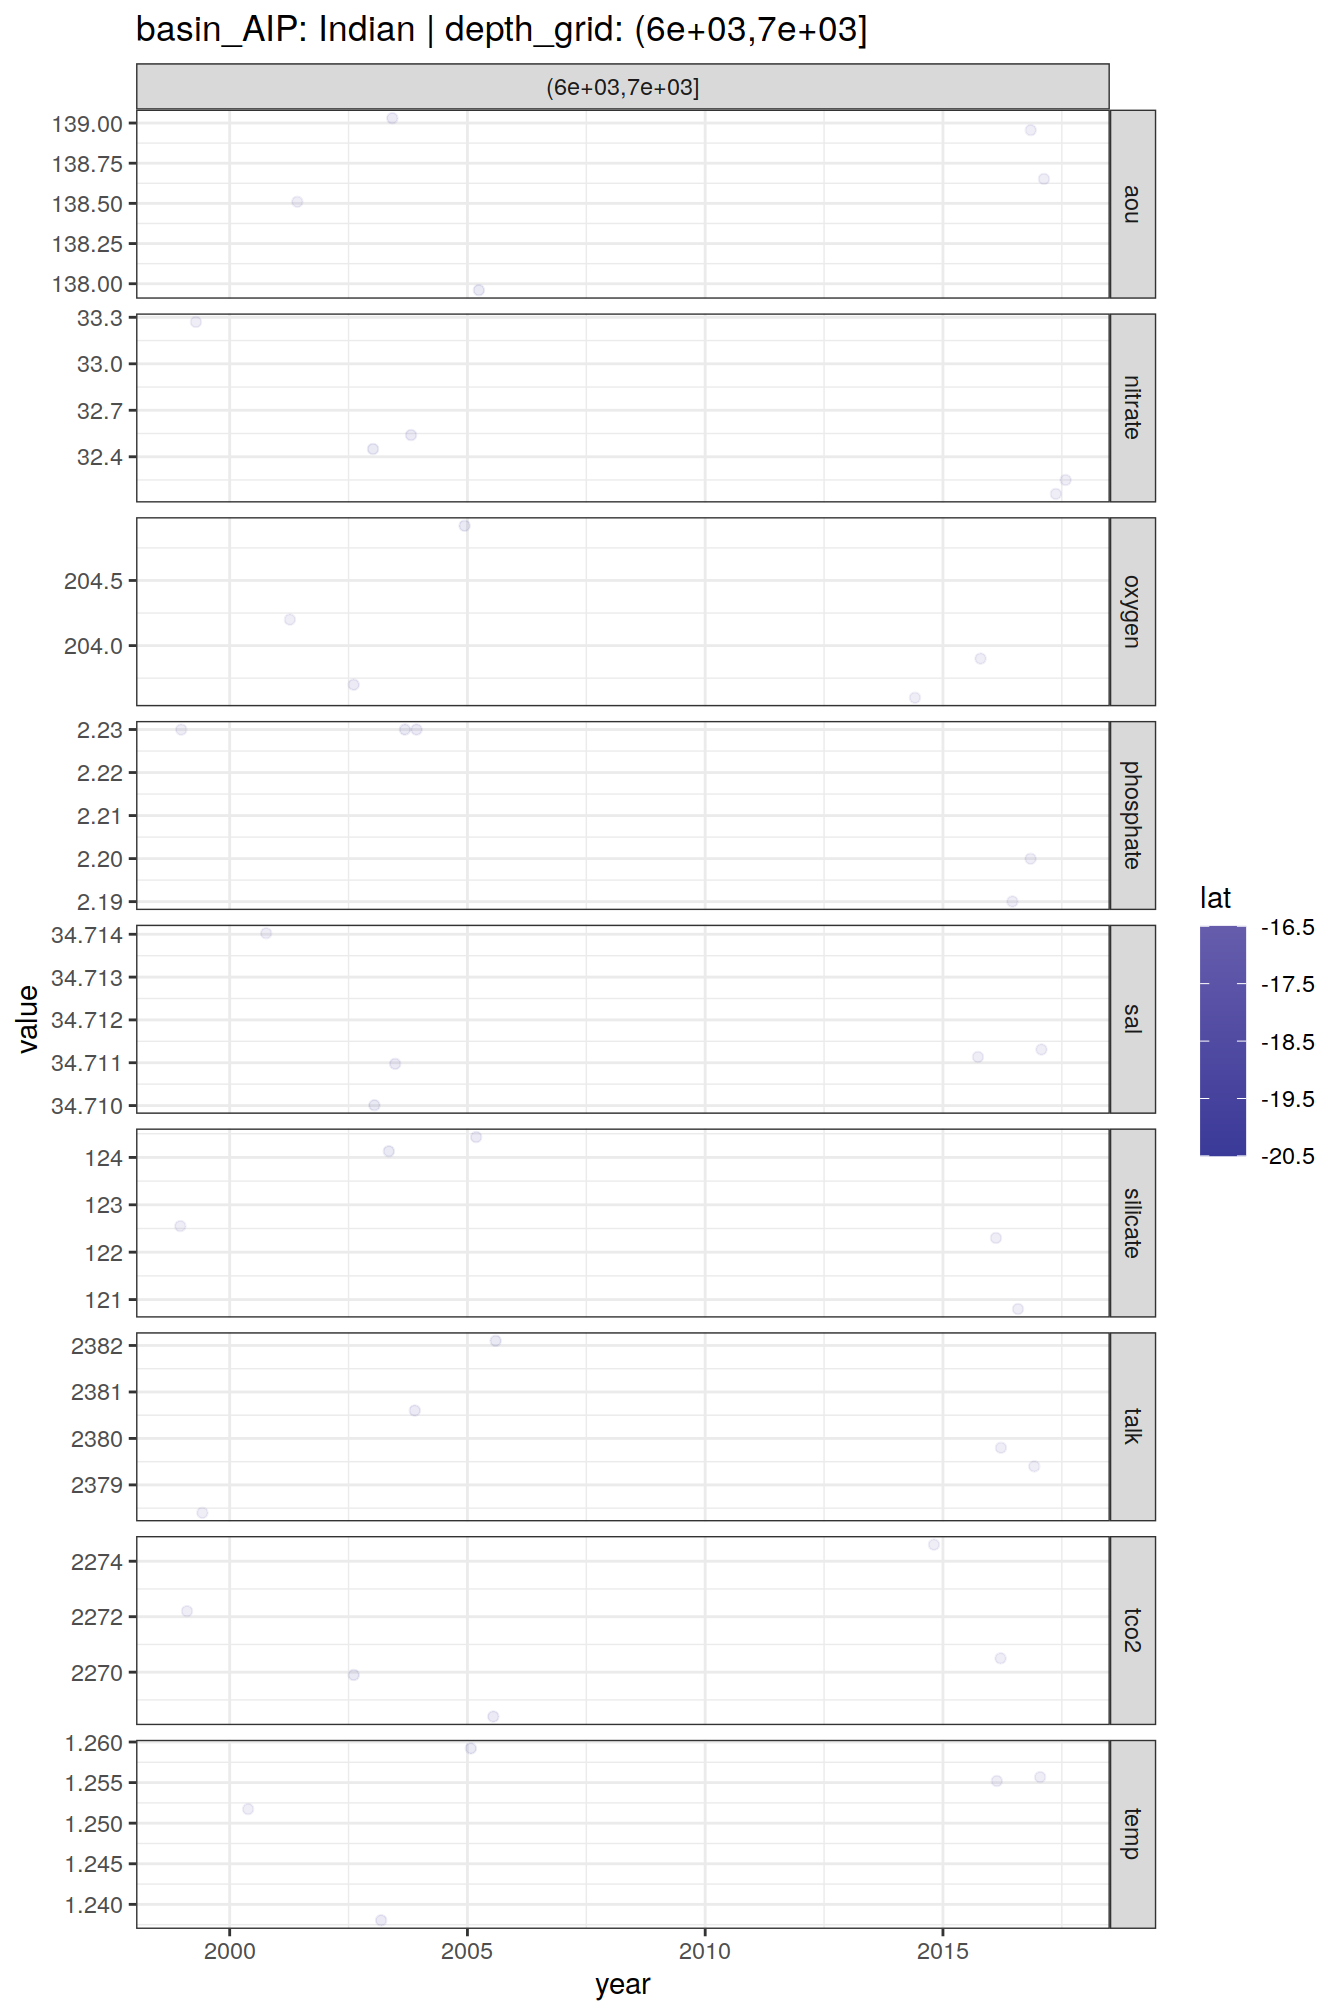 basin_AIP: Indian | depth_grid: (6e+03,7e+03]
(6e+03,7e+03]
139.00
138.75
138.50
138.25
138.00
aou
33.3
33.0
32.7
32.4
nitrate
204.5
204.0
oxygen
2.23
2.22
2.21
2.20
2.19
phosphate
34.714
34.713
34.712
34.711
34.710
sal
124
123
122
121
silicate
2382
2381
2380
2379
talk
2274
2272
2270
tco2
1.260
1.255
1.250
1.245
1.240
temp
2000 2005 2010 2015
year
value
lat
-16.5
-17.5
-18.5
-19.5
-20.5